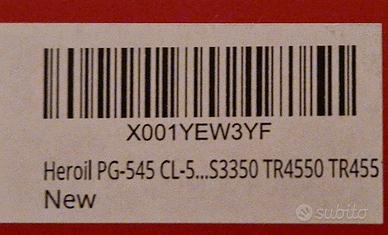 X001YEW3YF
Heroil PG-545 CL-5...S3350 TR4550 TR455
New
subito